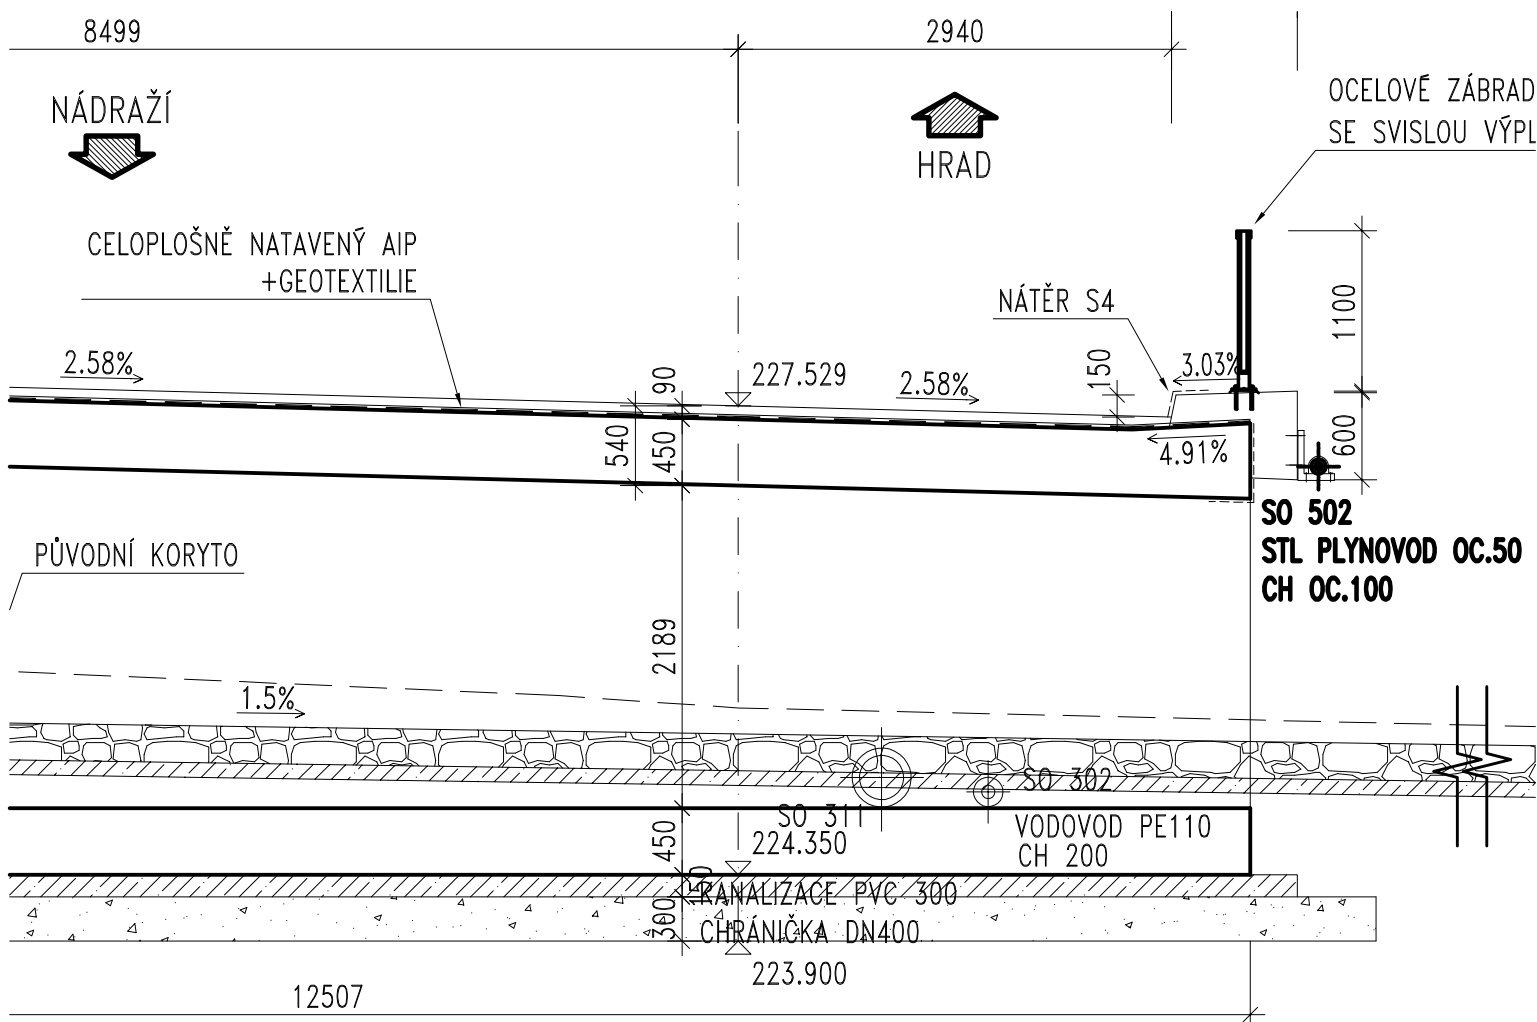 8499
2940
NÁDRAŽÍ
HRAD
OCELOVÉ ZÁBRAD
SE SVISLOU VÝPL
CELOPLOŠNĚ NATAVENÝ AIP
+GEOTEXTILIE
NÁTĚR S4
1100
2.58%
90
227.529
2.58%
150
3.03%
540
450
4.91%
600
SO 502
STL PLYNOVOD OC.50
CH OC.100
PŮVODNÍ KORYTO
2189
1.5%
SO 302
SO 311
VODOVOD PE110
CH 200
450
224.350
150
KANALIZACE PVC 300
300
CHRÁNIČKA DN400
223.900
12507